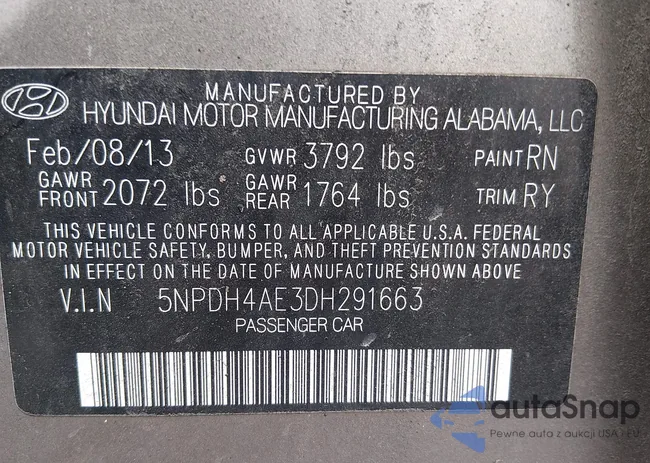 MANUFACTURED BY
HYUNDAI MOTOR MANUFACTURING ALABAMA, LLC
Feb/08/13 GVWR 3792 lbs PAINT RN
GAWR FRONT 2072 lbs GAWR REAR 1764 lbs TRIM RY
THIS VEHICLE CONFORMS TO ALL APPLICABLE U.S.A. FEDERAL
MOTOR VEHICLE SAFETY, BUMPER, AND THEFT PREVENTION STANDARDS
IN EFFECT ON THE DATE OF MANUFACTURE SHOWN ABOVE
V.I.N 5NPDH4AE3DH291663
PASSENGER CAR
autaSnap
Pewne auta z aukcji USA i EU